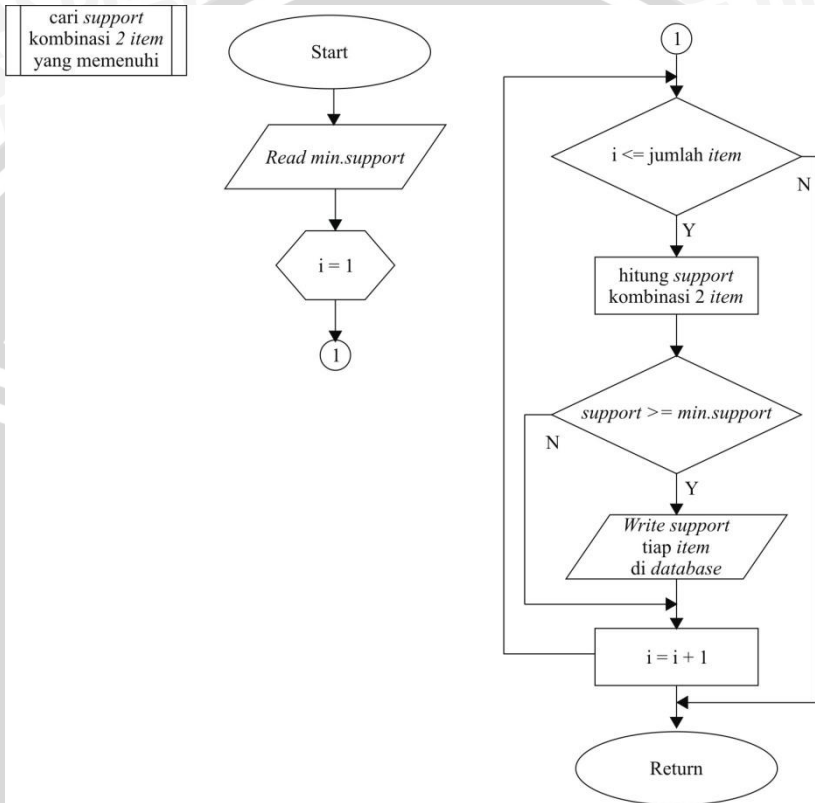 cari support
kombinasi 2 item
yang memenuhi
Start
Read min.support
i = 1
1
1
i <= jumlah item
N
Y
hitung support
kombinasi 2 item
support >= min.support
N
Y
Write support
tiap item
di database
i = i + 1
Return